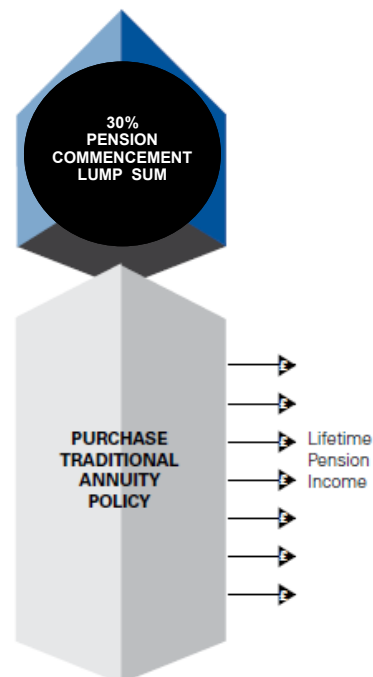 30%
PENSION
COMMENCEMENT
LUMP SUM
PURCHASE
TRADITIONAL
ANNUITY
POLICY
£
£
£
£
£
£
£
Lifetime
Pension
Income